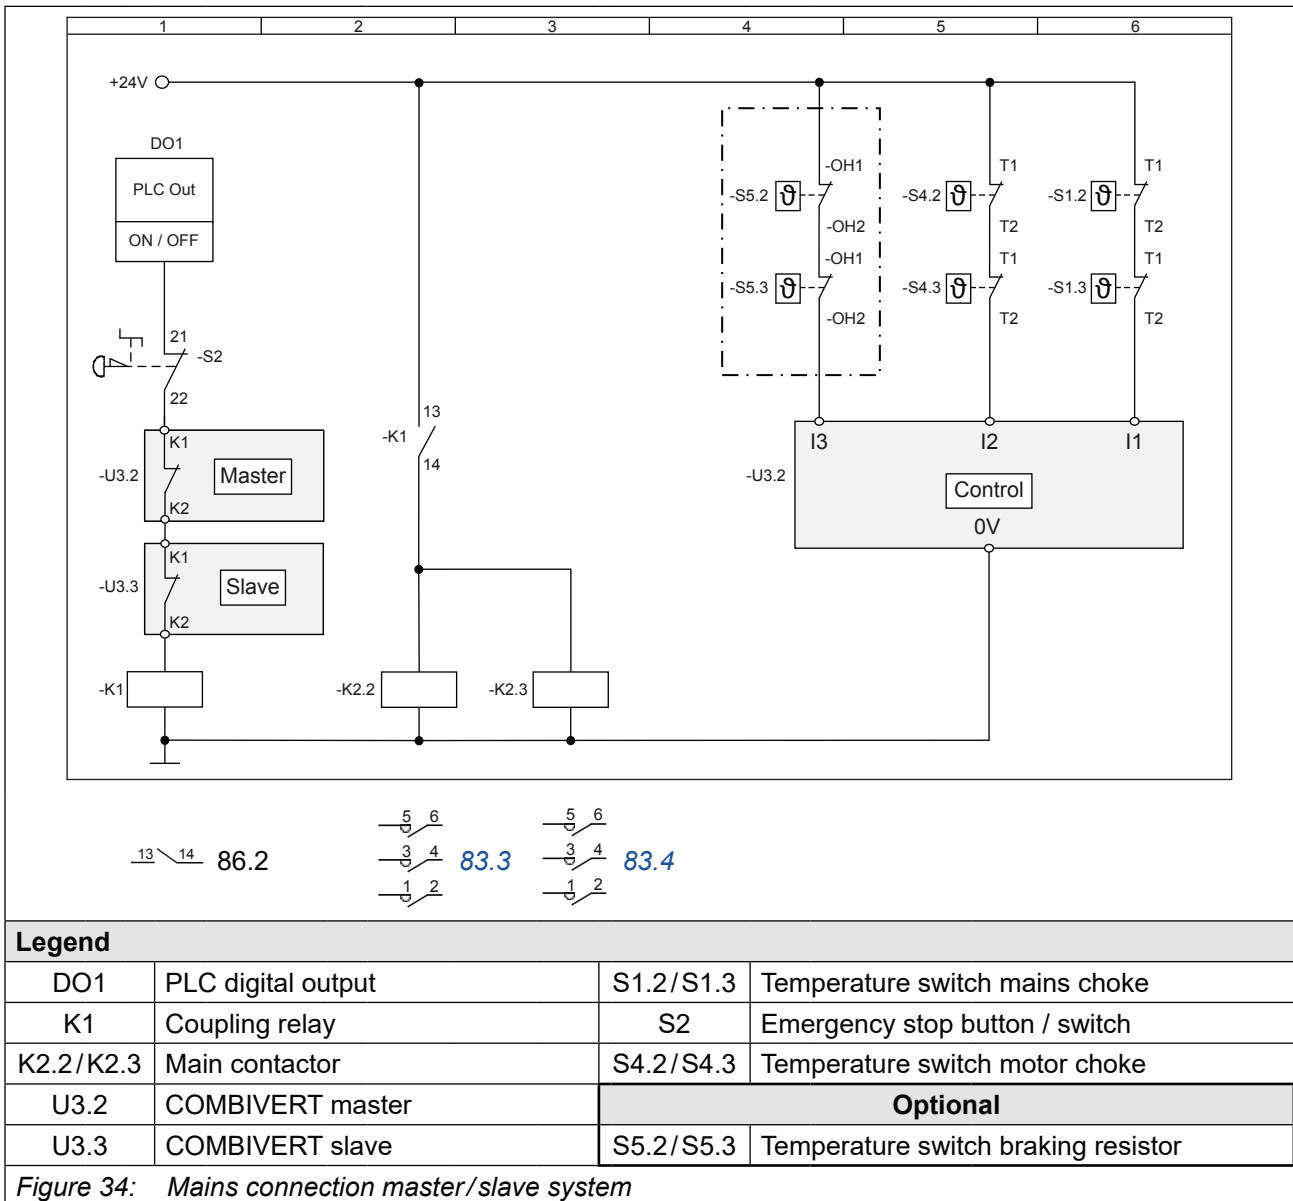 1 2 3 4 5 6
+24V
DO1
PLC Out
ON / OFF
21
-S2
22
K1
-U3.2 Master
K2
K1
-U3.3 Slave
K2
-K1
13
-K1
14
-K2.2
-K2.3
-OH1
-S5.2 ϑ
-OH2
-OH1
-S5.3 ϑ
-OH2
T1
-S4.2 ϑ
T2
T1
-S4.3 ϑ
T2
T1
-S1.2 ϑ
T2
T1
-S1.3 ϑ
T2
I3 I2 I1
-U3.2
Control
0V
13 14 86.2
5 6
3 4 83.3
1 2
5 6
3 4 83.4
1 2
Legend
DO1 PLC digital output S1.2/S1.3 Temperature switch mains choke
K1 Coupling relay S2 Emergency stop button / switch
K2.2/K2.3 Main contactor S4.2/S4.3 Temperature switch motor choke
U3.2 COMBIVERT master Optional
U3.3 COMBIVERT slave S5.2/S5.3 Temperature switch braking resistor
Figure 34: Mains connection master/slave system